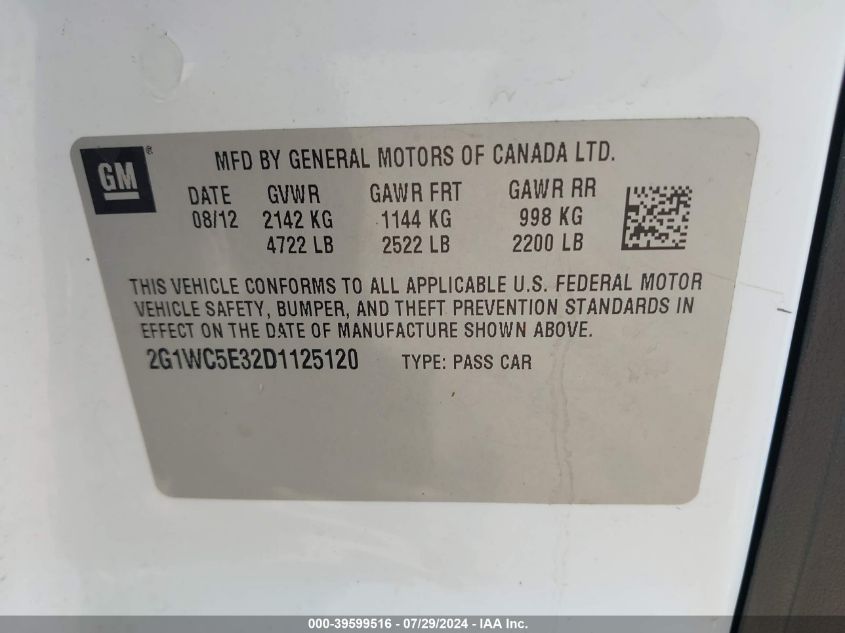 GM ®
MFD BY GENERAL MOTORS OF CANADA LTD.
DATE GVWR GAWR FRT GAWR RR
08/12 2142 KG 1144 KG 998 KG
4722 LB 2522 LB 2200 LB
THIS VEHICLE CONFORMS TO ALL APPLICABLE U.S. FEDERAL MOTOR
VEHICLE SAFETY, BUMPER, AND THEFT PREVENTION STANDARDS IN
EFFECT ON THE DATE OF MANUFACTURE SHOWN ABOVE.
2G1WC5E32D1125120 TYPE: PASS CAR
000-39599516 - 07/29/2024 - IAA Inc.